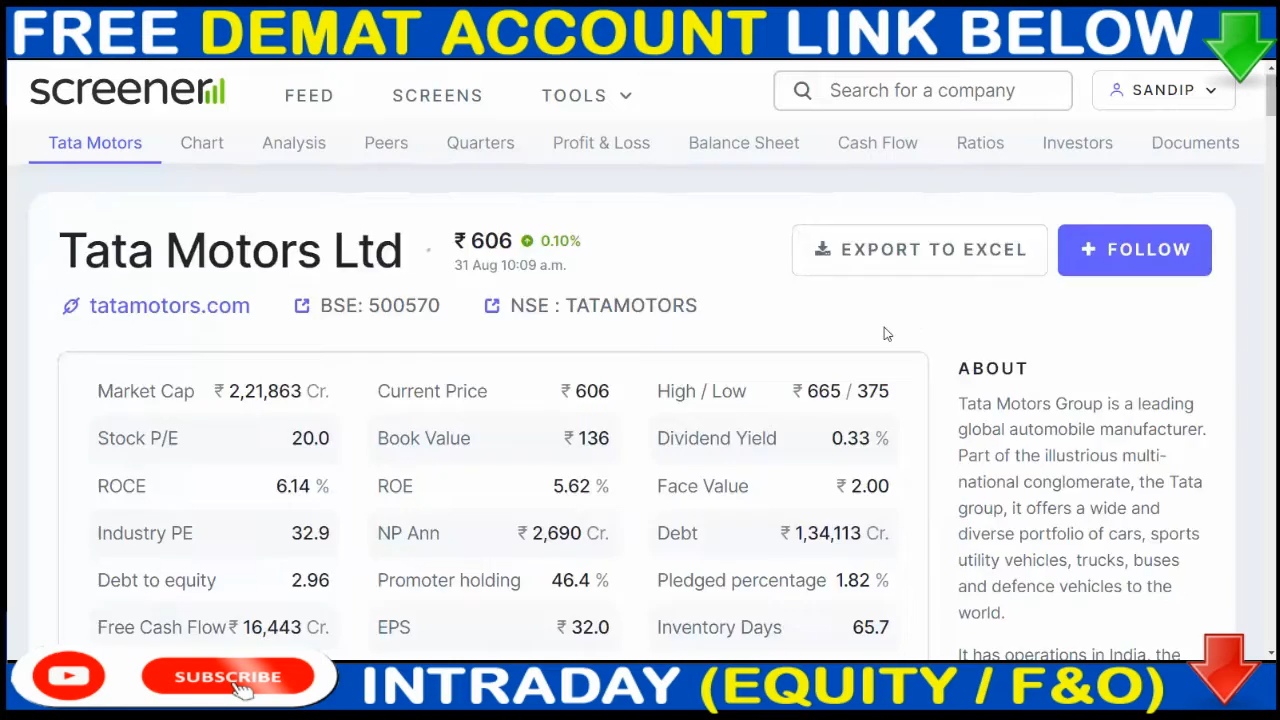 FREE DEMAT ACCOUNT LINK BELOW
screener
FEED SCREENS TOOLS
Search for a company
SANDIP
Tata Motors Chart Analysis Peers Quarters Profit & Loss Balance Sheet Cash Flow Ratios Investors Documents
Tata Motors Ltd
₹ 606 0.10%
31 Aug 10:09 a.m.
EXPORT TO EXCEL
+ FOLLOW
tatamotors.com BSE: 500570 NSE : TATAMOTORS
Market Cap ₹ 2,21,863 Cr. Current Price ₹ 606 High / Low ₹ 665 / 375
Stock P/E 20.0 Book Value ₹ 136 Dividend Yield 0.33 %
ROCE 6.14 % ROE 5.62 % Face Value ₹ 2.00
Industry PE 32.9 NP Ann ₹ 2,690 Cr. Debt ₹ 1,34,113 Cr.
Debt to equity 2.96 Promoter holding 46.4 % Pledged percentage 1.82 %
Free Cash Flow ₹ 16,443 Cr. EPS ₹ 32.0 Inventory Days 65.7
ABOUT
Tata Motors Group is a leading
global automobile manufacturer.
Part of the illustrious multi-
national conglomerate, the Tata
group, it offers a wide and
diverse portfolio of cars, sports
utility vehicles, trucks, buses
and defence vehicles to the
world.
It has operations in India, the
SUBSCRIBE
INTRADAY (EQUITY / F&O)